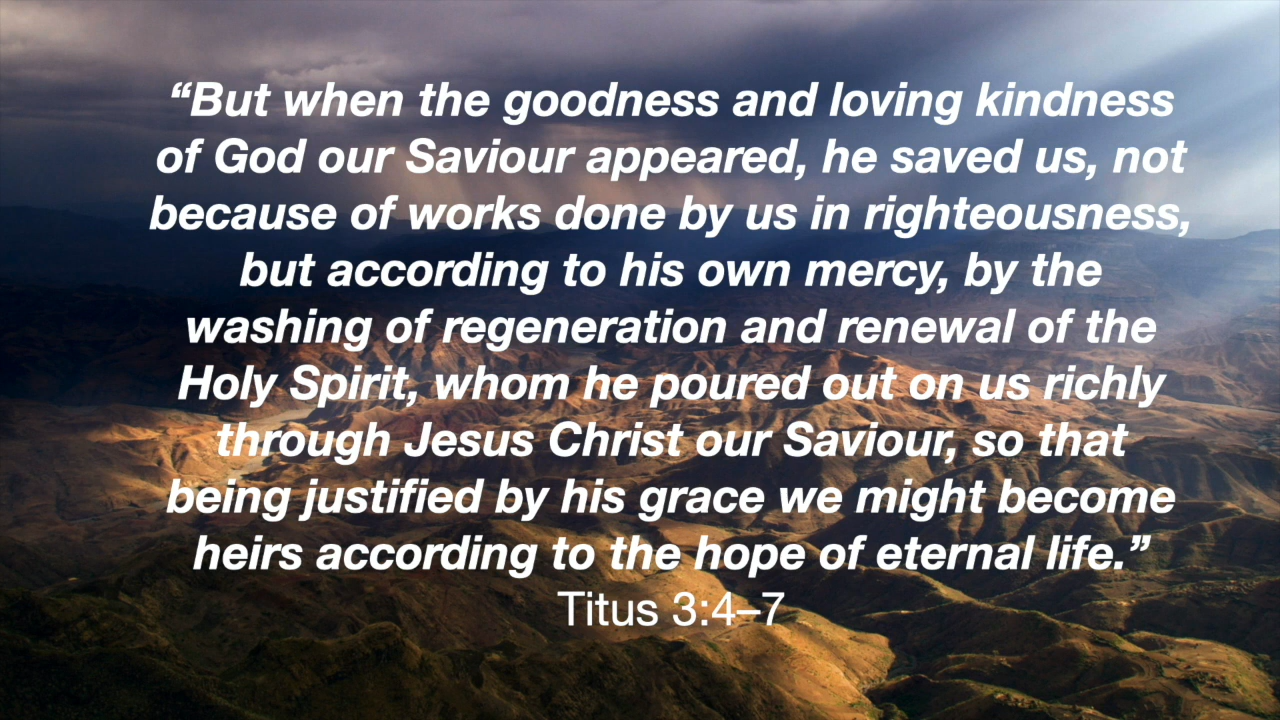 “But when the goodness and loving kindness
of God our Saviour appeared, he saved us, not
because of works done by us in righteousness,
but according to his own mercy, by the
washing of regeneration and renewal of the
Holy Spirit, whom he poured out on us richly
through Jesus Christ our Saviour, so that
being justified by his grace we might become
heirs according to the hope of eternal life.”
Titus 3:4–7